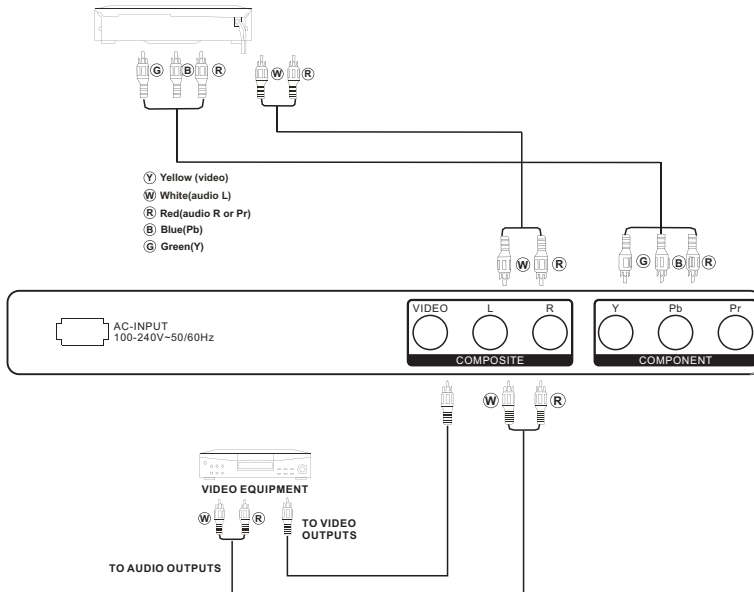 G B R W R
Y Yellow (video)
W White(audio L)
R Red(audio R or Pr)
B Blue(Pb)
G Green(Y)
W R G B R
VIDEO L R Y Pb Pr
AC-INPUT
100-240V~50/60Hz
COMPOSITE COMPONENT
W R
VIDEO EQUIPMENT
W R
TO VIDEO
OUTPUTS
TO AUDIO OUTPUTS